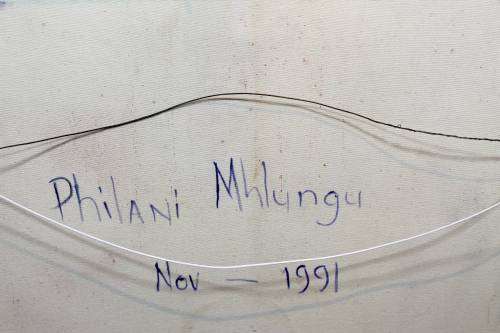 Philani Mhlungu
Nov — 1991